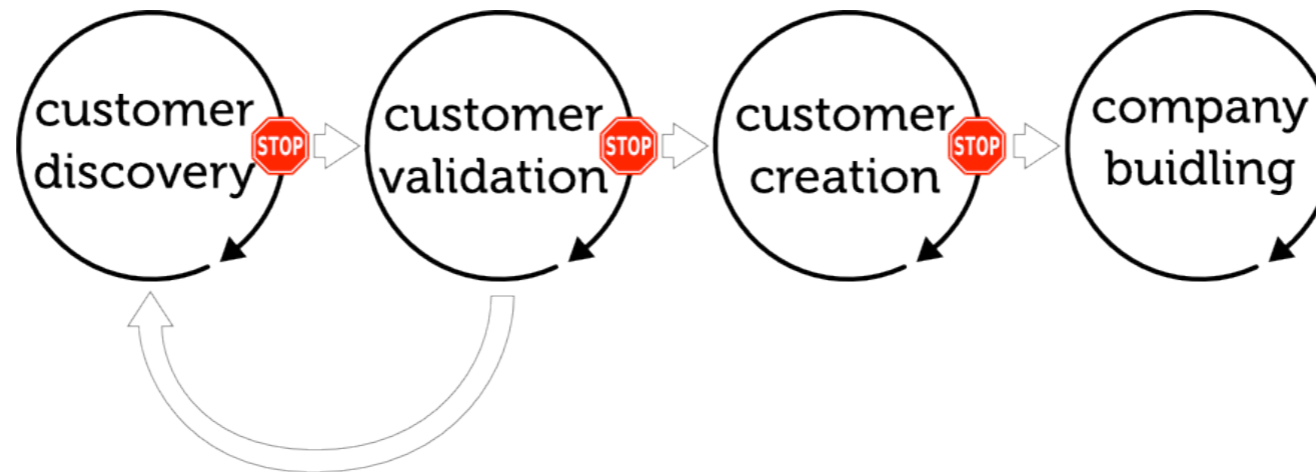 customer
discovery
STOP
customer
validation
STOP
customer
creation
STOP
company
buidling